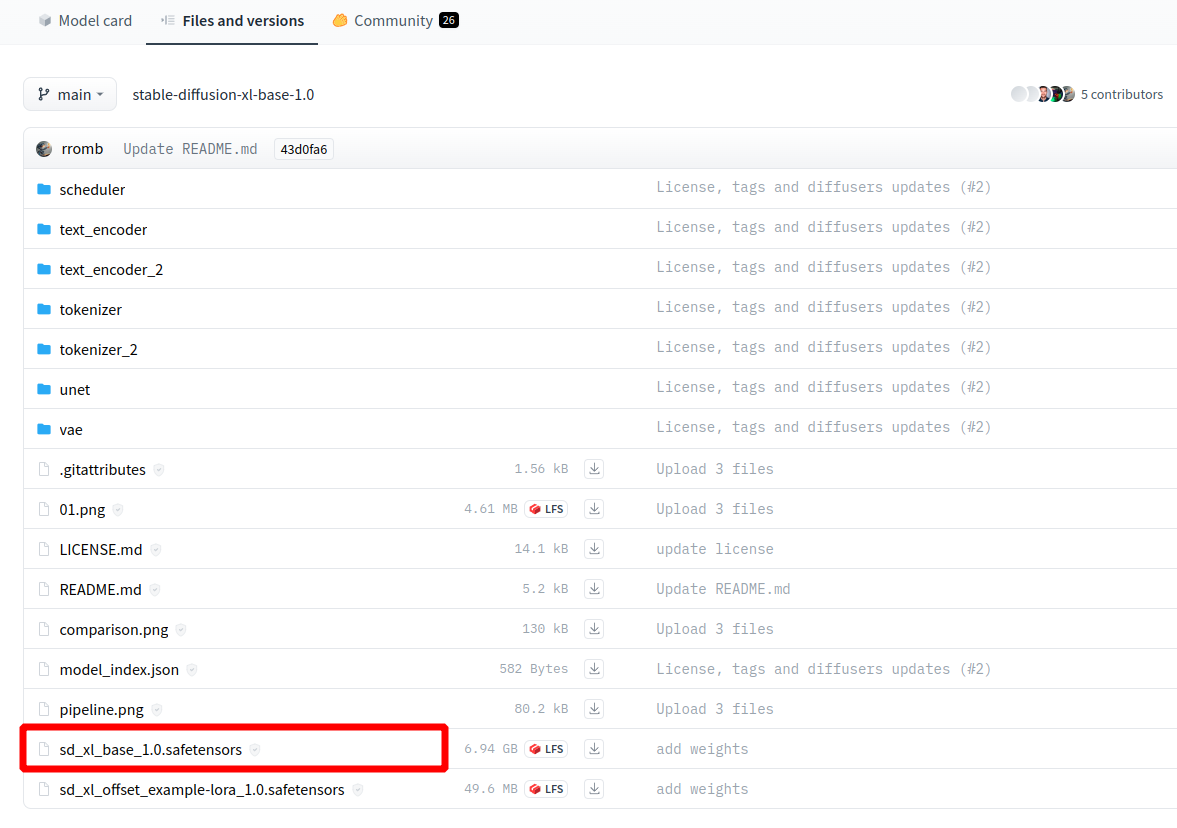 Model card Files and versions Community 26
main stable-diffusion-xl-base-1.0 5 contributors
rromb Update README.md 43d0fa6
scheduler License, tags and diffusers updates (#2)
text_encoder License, tags and diffusers updates (#2)
text_encoder_2 License, tags and diffusers updates (#2)
tokenizer License, tags and diffusers updates (#2)
tokenizer_2 License, tags and diffusers updates (#2)
unet License, tags and diffusers updates (#2)
vae License, tags and diffusers updates (#2)
.gitattributes 1.56 kB Upload 3 files
01.png 4.61 MB LFS Upload 3 files
LICENSE.md 14.1 kB update license
README.md 5.2 kB Update README.md
comparison.png 130 kB Upload 3 files
model_index.json 582 Bytes License, tags and diffusers updates (#2)
pipeline.png 80.2 kB Upload 3 files
sd_xl_base_1.0.safetensors 6.94 GB LFS add weights
sd_xl_offset_example-lora_1.0.safetensors 49.6 MB LFS add weights